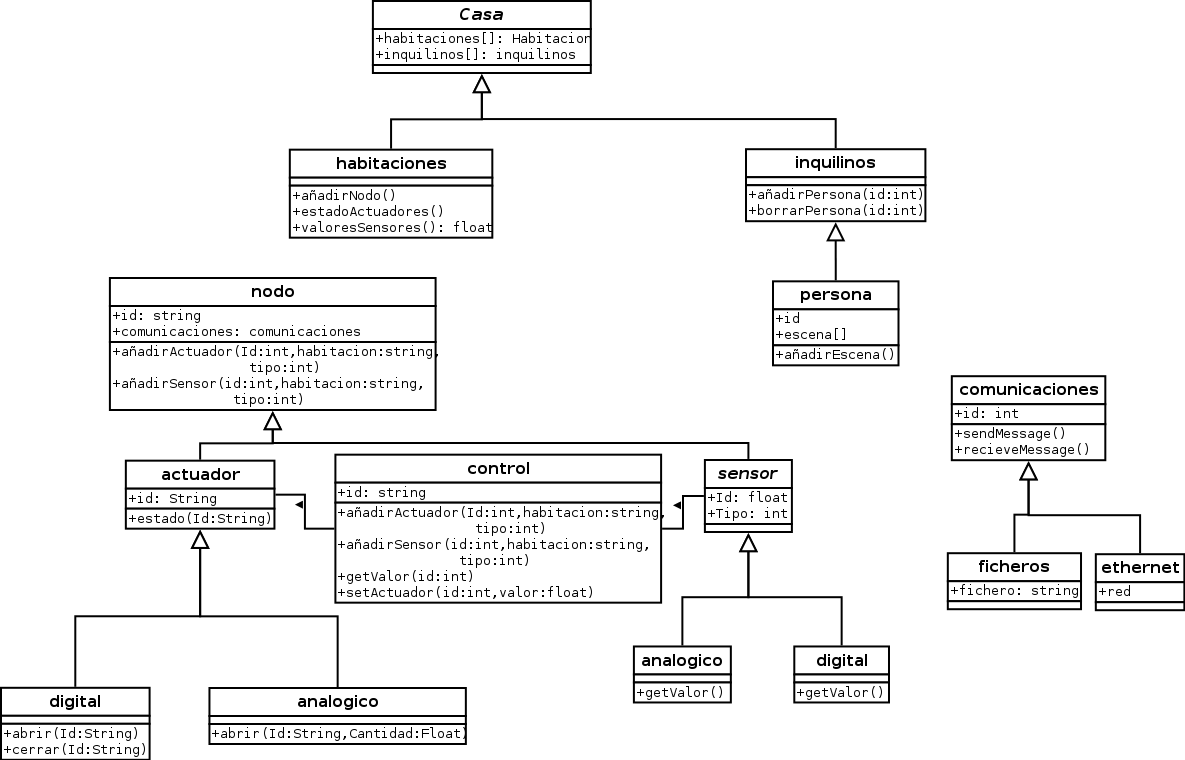 Casa
+habitaciones[]: Habitacion
+inquilinos[]: inquilinos
habitaciones
+añadirNodo()
+estadoActuadores()
+valoresSensores(): float
inquilinos
+añadirPersona(id:int)
+borrarPersona(id:int)
nodo
+id: string
+comunicaciones: comunicaciones
+añadirActuador(Id:int,habitacion:string,
tipo:int)
+añadirSensor(id:int,habitacion:string,
tipo:int)
persona
+id
+escena[]
+añadirEscena()
comunicaciones
+id: int
+sendMessage()
+recieveMessage()
actuador
+id: String
+estado(Id:String)
control
+id: string
+añadirActuador(Id:int,habitacion:string,
tipo:int)
+añadirSensor(id:int,habitacion:string,
tipo:int)
+getValor(id:int)
+setActuador(id:int,valor:float)
sensor
+Id: float
+Tipo: int
ficheros
+fichero: string
ethernet
+red
analogico
+getValor()
digital
+getValor()
digital
+abrir(Id:String)
+cerrar(Id:String)
analogico
+abrir(Id:String,Cantidad:Float)